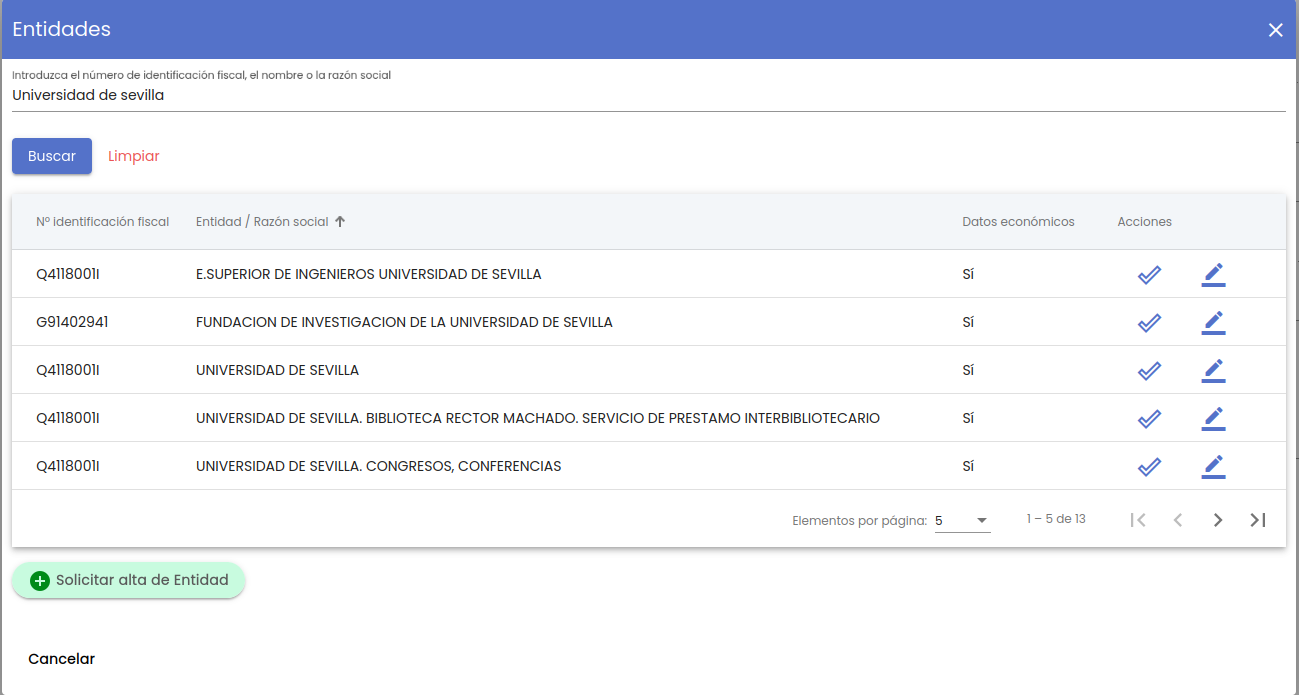 Entidades
Introduzca el número de identificación fiscal, el nombre o la razón social
Universidad de sevilla
Buscar Limpiar
Nº identificación fiscal Entidad / Razón social Datos económicos Acciones
Q4118001I E.SUPERIOR DE INGENIEROS UNIVERSIDAD DE SEVILLA Sí
G91402941 FUNDACION DE INVESTIGACION DE LA UNIVERSIDAD DE SEVILLA Sí
Q4118001I UNIVERSIDAD DE SEVILLA Sí
Q4118001I UNIVERSIDAD DE SEVILLA. BIBLIOTECA RECTOR MACHADO. SERVICIO DE PRESTAMO INTERBIBLIOTECARIO Sí
Q4118001I UNIVERSIDAD DE SEVILLA. CONGRESOS, CONFERENCIAS Sí
Elementos por página: 5 1 – 5 de 13
Solicitar alta de Entidad
Cancelar